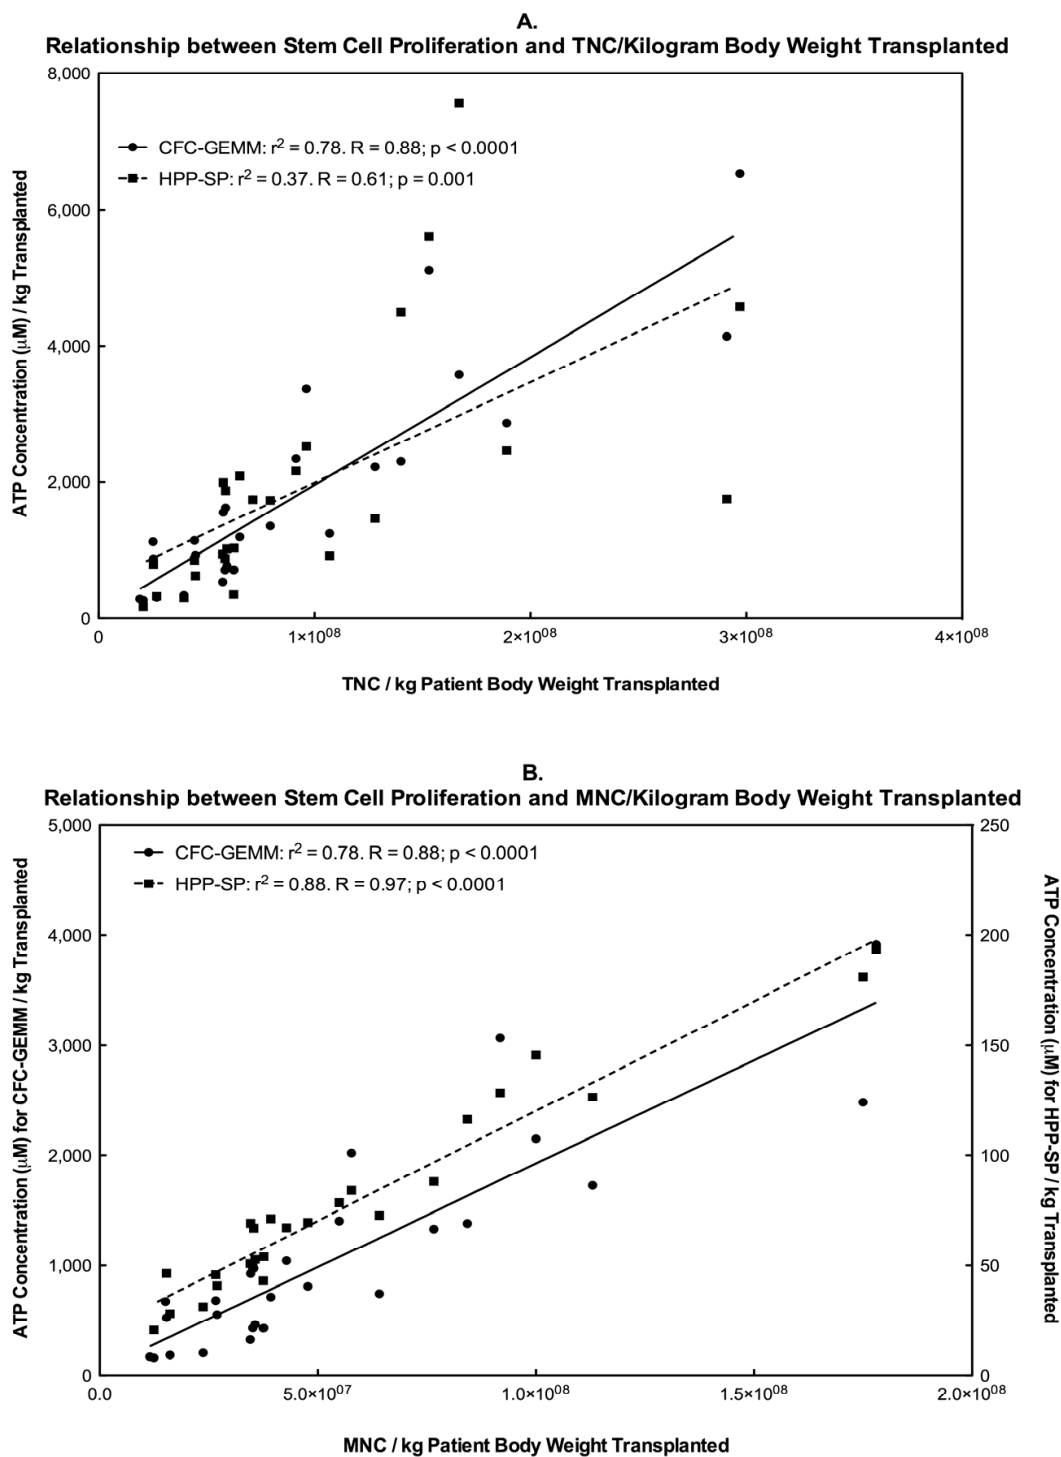 A.
Relationship between Stem Cell Proliferation and TNC/Kilogram Body Weight Transplanted
8,000
CFC-GEMM: r² = 0.78. R = 0.88; p < 0.0001
HPP-SP: r² = 0.37. R = 0.61; p = 0.001
6,000
4,000
2,000
0
ATP Concentration (µM) / kg Transplanted
0 1×10⁰⁸ 2×10⁰⁸ 3×10⁰⁸ 4×10⁰⁸
TNC / kg Patient Body Weight Transplanted
B.
Relationship between Stem Cell Proliferation and MNC/Kilogram Body Weight Transplanted
5,000 250
CFC-GEMM: r² = 0.78. R = 0.88; p < 0.0001
HPP-SP: r² = 0.88. R = 0.97; p < 0.0001
4,000 200
3,000 150
2,000 100
1,000 50
0 0
ATP Concentration (µM) for CFC-GEMM / kg Transplanted
ATP Concentration (µM) for HPP-SP / kg Transplanted
0.0 5.0×10⁰⁷ 1.0×10⁰⁸ 1.5×10⁰⁸ 2.0×10⁰⁸
MNC / kg Patient Body Weight Transplanted